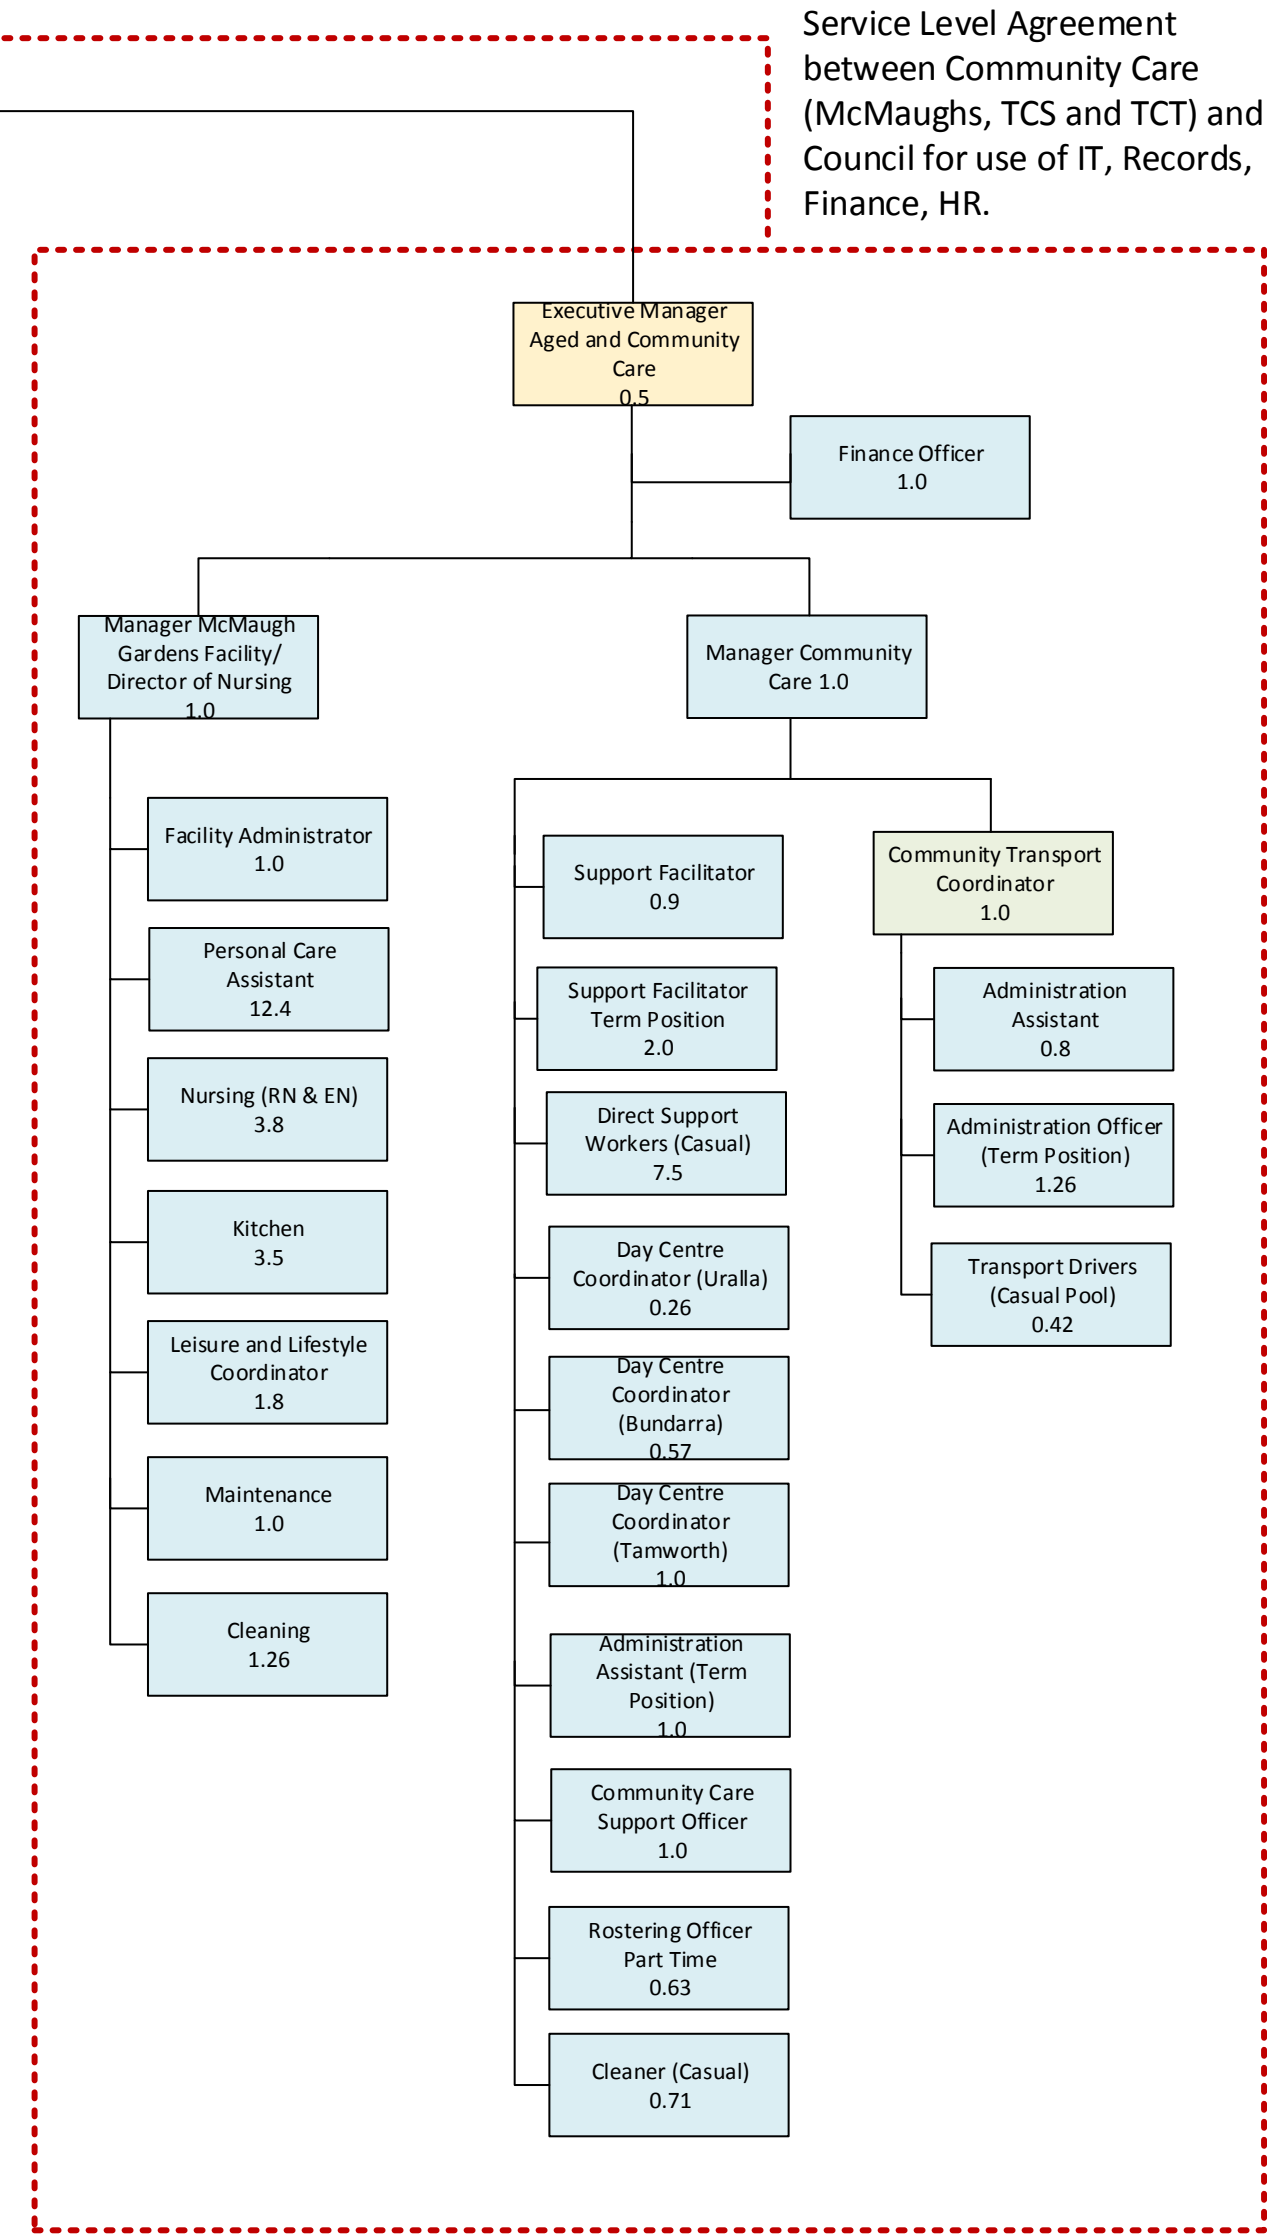 Service Level Agreement
between Community Care
(McMaughs, TCS and TCT) and
Council for use of IT, Records,
Finance, HR.
Executive Manager
Aged and Community
Care
0.5
Finance Officer
1.0
Manager McMaugh
Gardens Facility/
Director of Nursing
1.0
Manager Community
Care 1.0
Facility Administrator
1.0
Personal Care
Assistant
12.4
Nursing (RN & EN)
3.8
Kitchen
3.5
Leisure and Lifestyle
Coordinator
1.8
Maintenance
1.0
Cleaning
1.26
Support Facilitator
0.9
Support Facilitator
Term Position
2.0
Direct Support
Workers (Casual)
7.5
Day Centre
Coordinator (Uralla)
0.26
Day Centre
Coordinator
(Bundarra)
0.57
Day Centre
Coordinator
(Tamworth)
1.0
Administration
Assistant (Term
Position)
1.0
Community Care
Support Officer
1.0
Rostering Officer
Part Time
0.63
Cleaner (Casual)
0.71
Community Transport
Coordinator
1.0
Administration
Assistant
0.8
Administration Officer
(Term Position)
1.26
Transport Drivers
(Casual Pool)
0.42